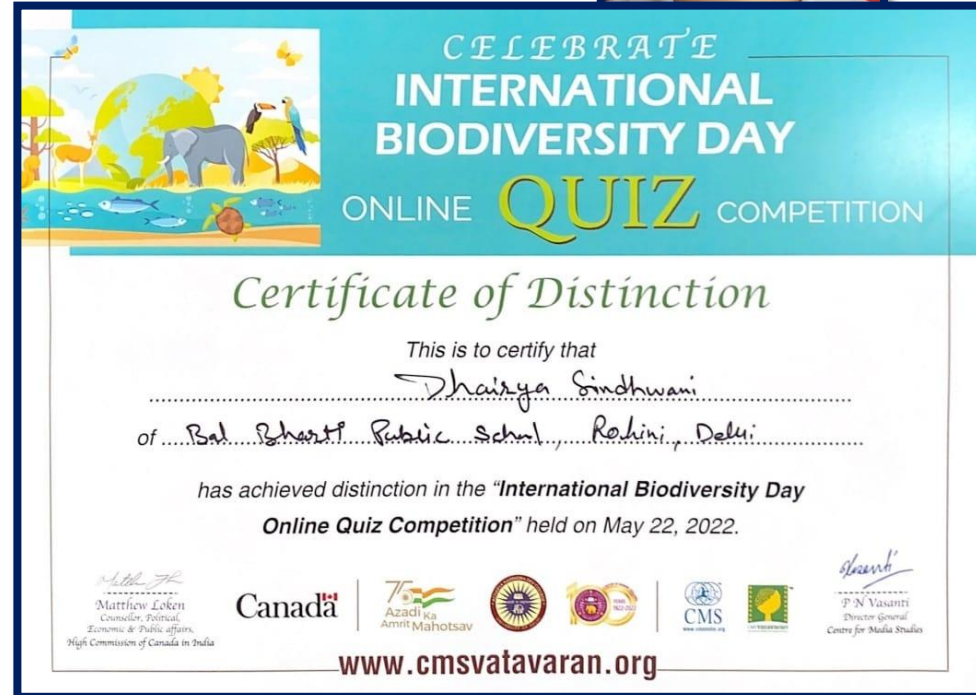 CELEBRATE
INTERNATIONAL
BIODIVERSITY DAY
ONLINE QUIZ COMPETITION
Certificate of Distinction
This is to certify that
Dhairya Sindhwani
of Bal Bharti Public School, Rohini, Delhi
has achieved distinction in the “International Biodiversity Day
Online Quiz Competition” held on May 22, 2022.
Matthew Loken
Counsellor, Political,
Economic & Public affairs,
High Commission of Canada in India
Canada
75
Azadi Ka
Amrit Mahotsav
100
CMS
P N Vasanti
Director General
Centre for Media Studies
www.cmsvatavaran.org